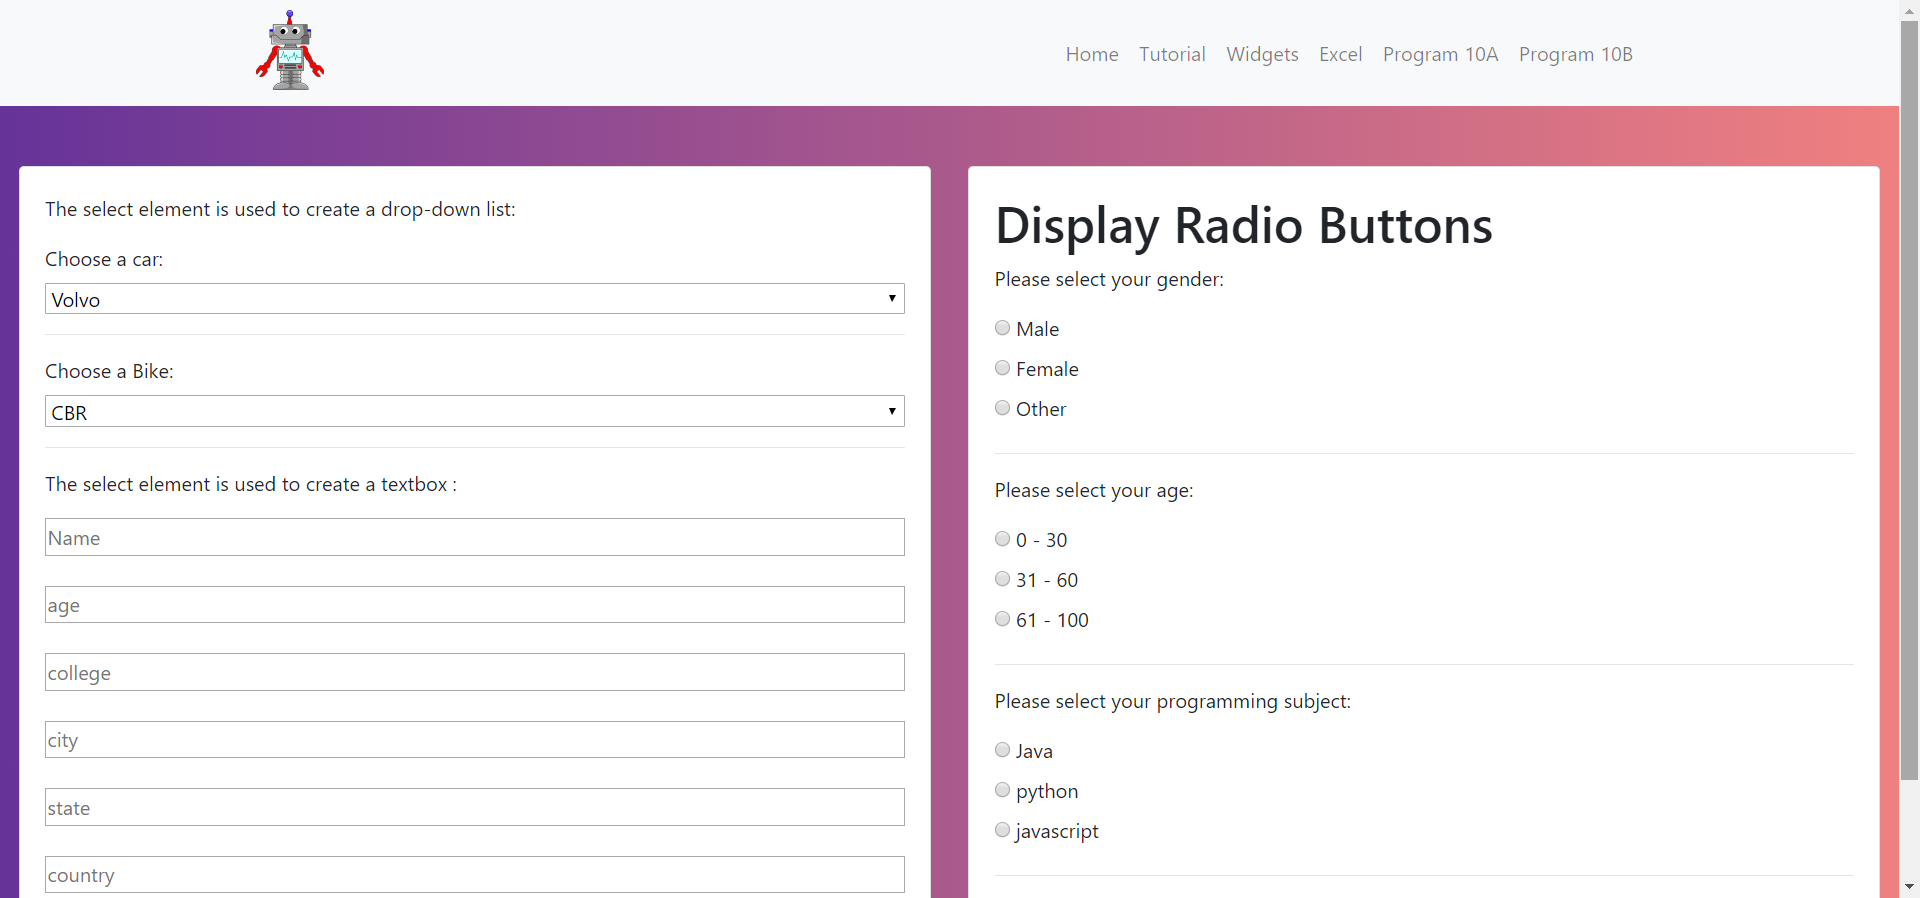 Home Tutorial Widgets Excel Program 10A Program 10B
The select element is used to create a drop-down list:
Choose a car:
Volvo
Choose a Bike:
CBR
The select element is used to create a textbox :
Name
age
college
city
state
country
Display Radio Buttons
Please select your gender:
Male
Female
Other
Please select your age:
0 - 30
31 - 60
61 - 100
Please select your programming subject:
Java
python
javascript